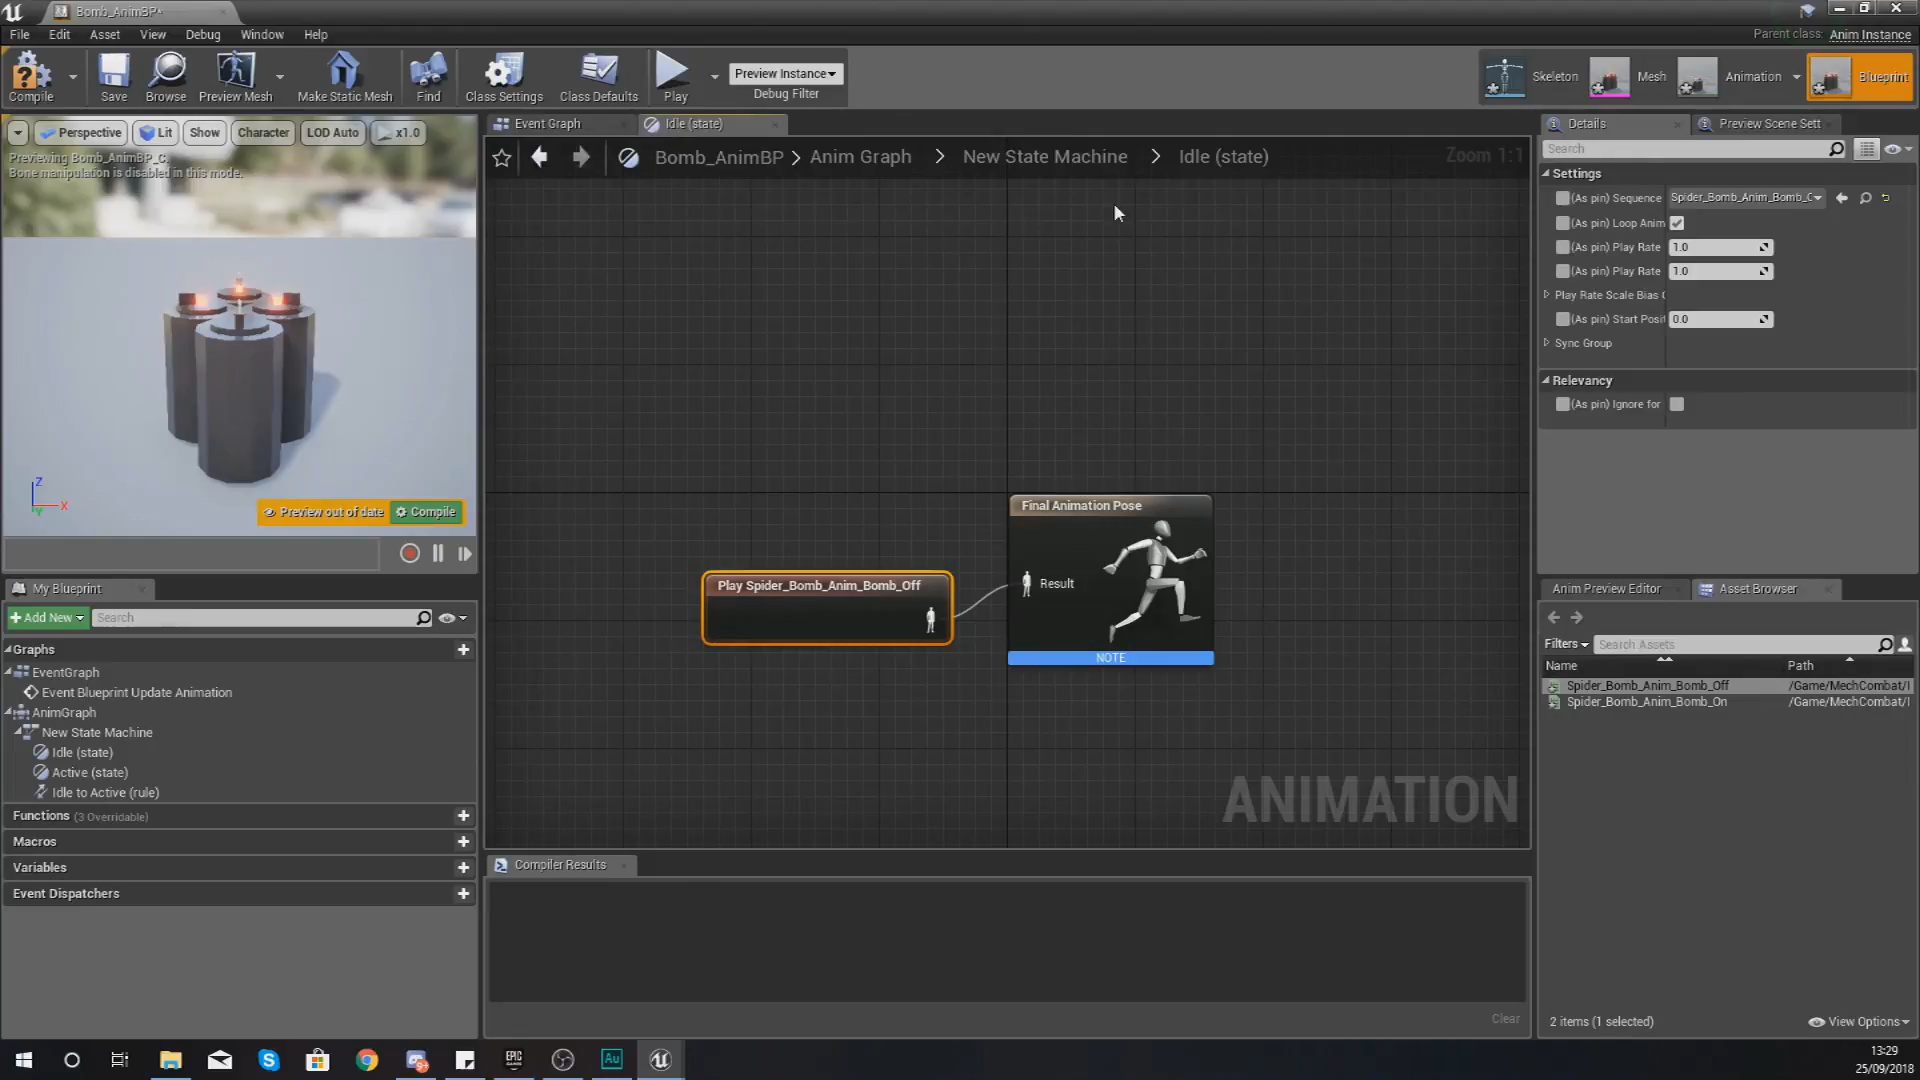 Bomb_AnimBP*
File Edit Asset View Debug Window Help
Parent class: Anim Instance
Compile
Save
Browse
Preview Mesh
Make Static Mesh
Find
Class Settings
Class Defaults
Play
Preview Instance
Debug Filter
Skeleton
Mesh
Animation
Blueprint
Perspective
Lit
Show
Character
LOD Auto
x1.0
Previewing Bomb_AnimBP_C.
Bone manipulation is disabled in this mode.
Z
X
Y
Preview out of date
Compile
Event Graph
Idle (state)
Bomb_AnimBP > Anim Graph > New State Machine > Idle (state)
Zoom 1:1
Play Spider_Bomb_Anim_Bomb_Off
Final Animation Pose
Result
NOTE
ANIMATION
Compiler Results
Clear
My Blueprint
Add New
Search
Graphs
EventGraph
Event Blueprint Update Animation
AnimGraph
New State Machine
Idle (state)
Active (state)
Idle to Active (rule)
Functions (3 Overridable)
Macros
Variables
Event Dispatchers
Details
Preview Scene Sett
Search
Settings
(As pin) Sequence
Spider_Bomb_Anim_Bomb_C
(As pin) Loop Anim
(As pin) Play Rate 1.0
(As pin) Play Rate 1.0
Play Rate Scale Bias C
(As pin) Start Posit 0.0
Sync Group
Relevancy
(As pin) Ignore for
Anim Preview Editor
Asset Browser
Filters
Search Assets
Name
Path
Spider_Bomb_Anim_Bomb_Off /Game/MechCombat/I
Spider_Bomb_Anim_Bomb_On /Game/MechCombat/I
2 items (1 selected)
View Options
EPIC
GAMES
Au
9+
13:29
25/09/2018